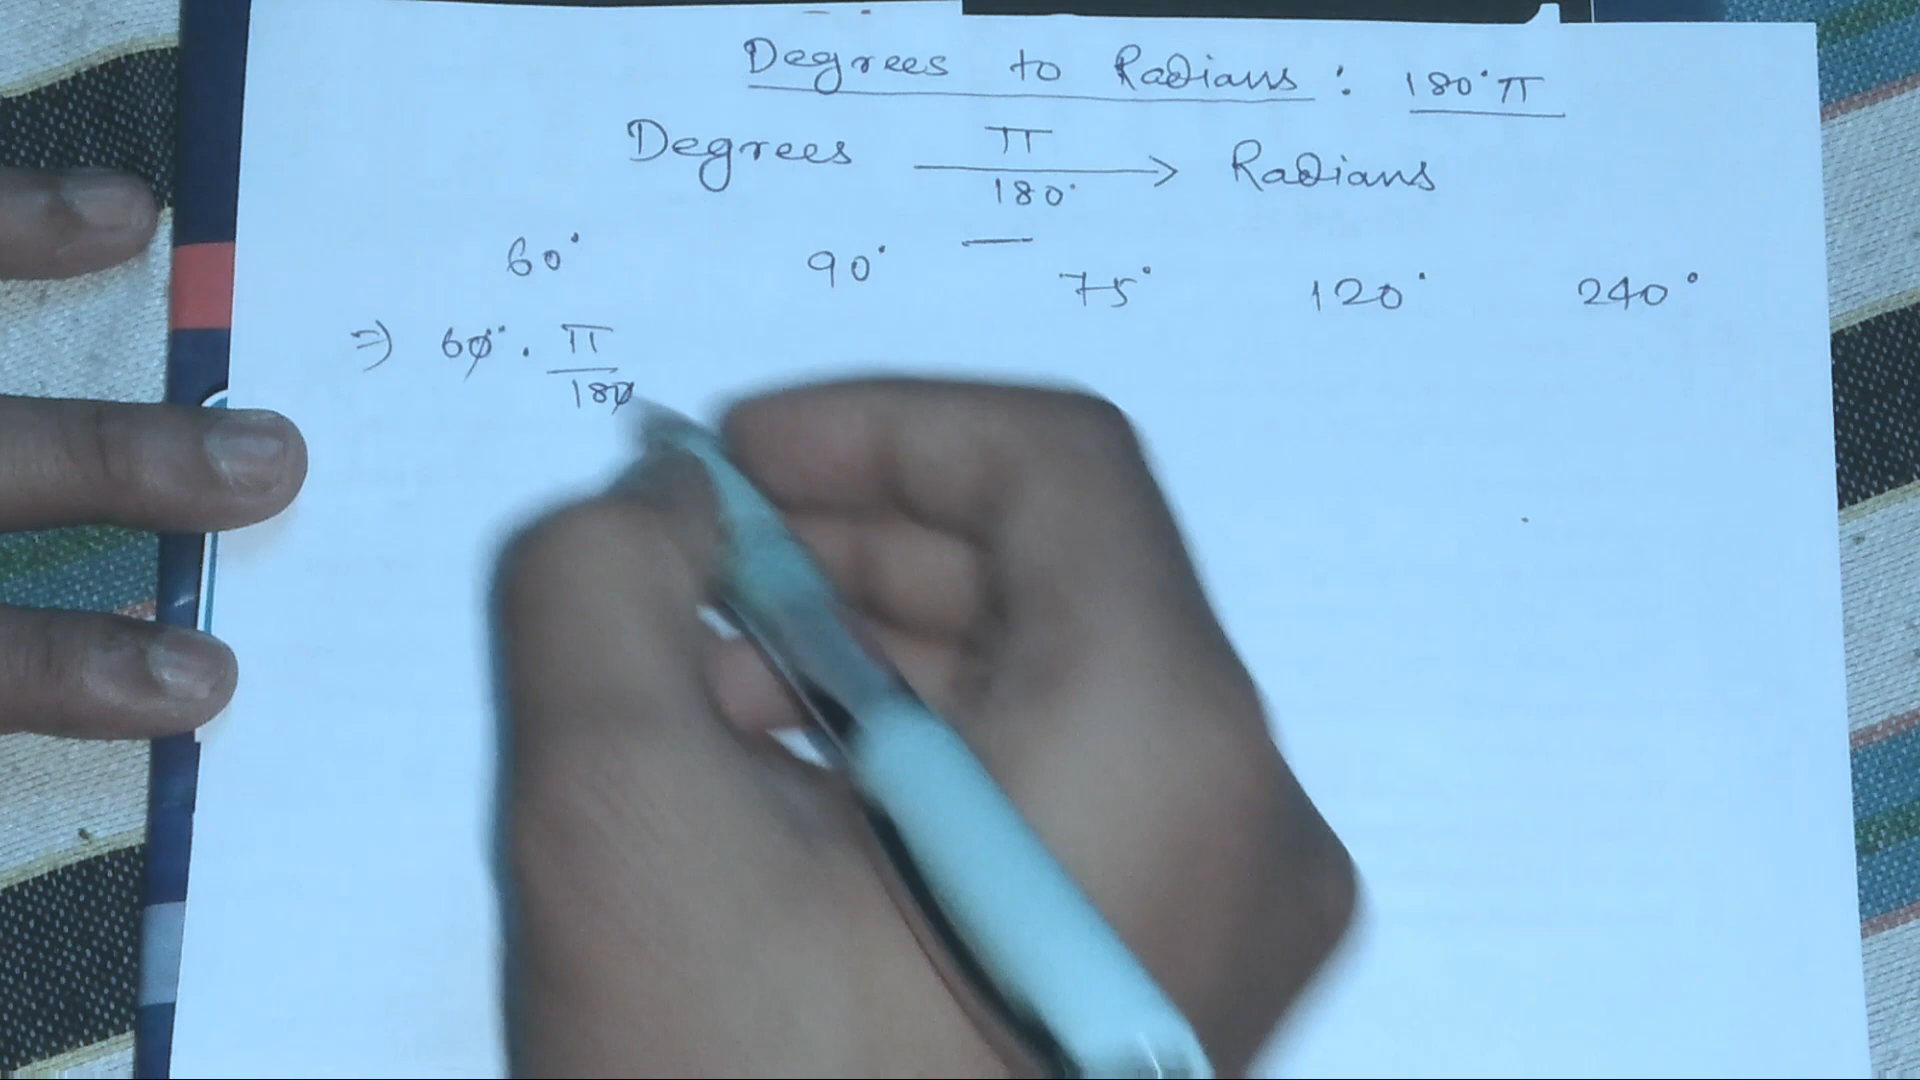 Degrees to Radians : 180° π
Degrees π/180° → Radians
60° 90° 75° 120° 240°
⇒ 60° . π/180